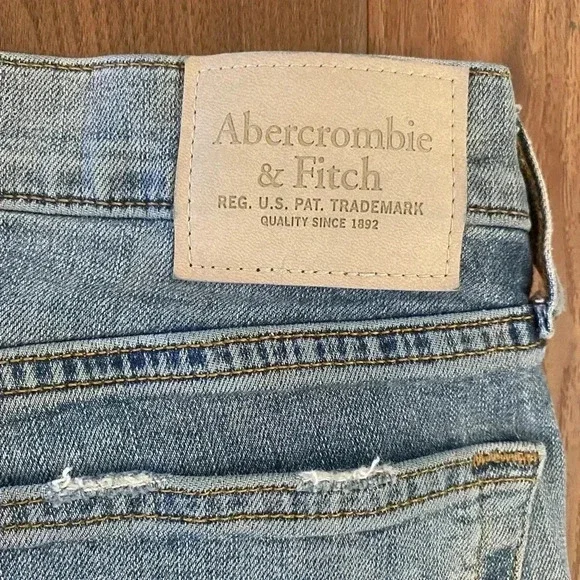 Abercrombie
& Fitch
REG. U.S. PAT. TRADEMARK
QUALITY SINCE 1892